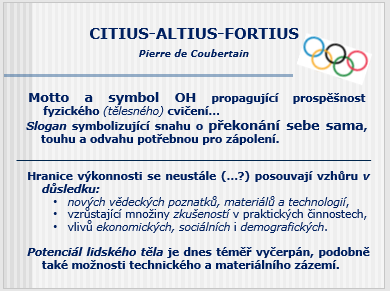 CITIUS-ALTIUS-FORTIUS
Pierre de Coubertain
Motto a symbol OH propagující prospěšnost
fyzického (tělesného) cvičení...
Slogan symbolizující snahu o překonání sebe sama,
touhu a odvahu potřebnou pro zápolení.
Hranice výkonnosti se neustále (...?) posouvají vzhůru v
důsledku:
• nových vědeckých poznatků, materiálů a technologií,
• vzrůstající množiny zkušeností v praktických činnostech,
• vlivů ekonomických, sociálních i demografických.
Potenciál lidského těla je dnes téměř vyčerpán, podobně
také možnosti technického a materiálního zázemí.